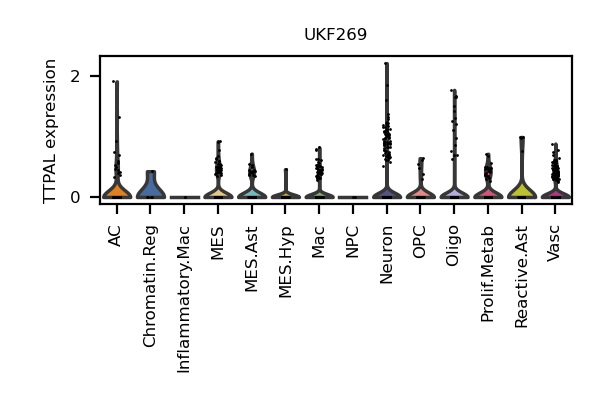 UKF269
TTPAL expression
2
0
AC
Chromatin.Reg
Inflammatory.Mac
MES
MES.Ast
MES.Hyp
Mac
NPC
Neuron
OPC
Oligo
Prolif.Metab
Reactive.Ast
Vasc